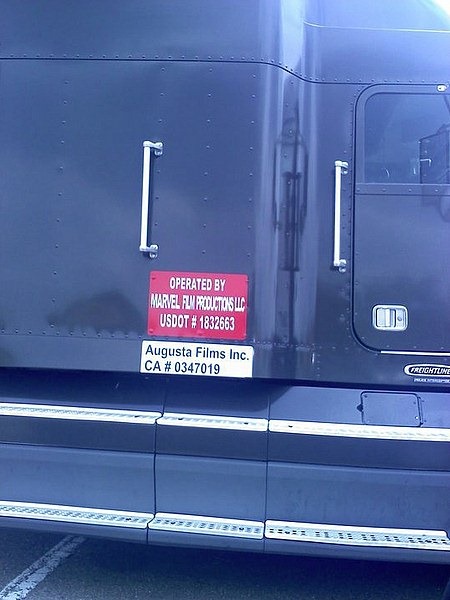 OPERATED BY
MARVEL FILM PRODUCTIONS LLC
USDOT # 1832663
Augusta Films Inc.
CA # 0347019
FREIGHTLINER